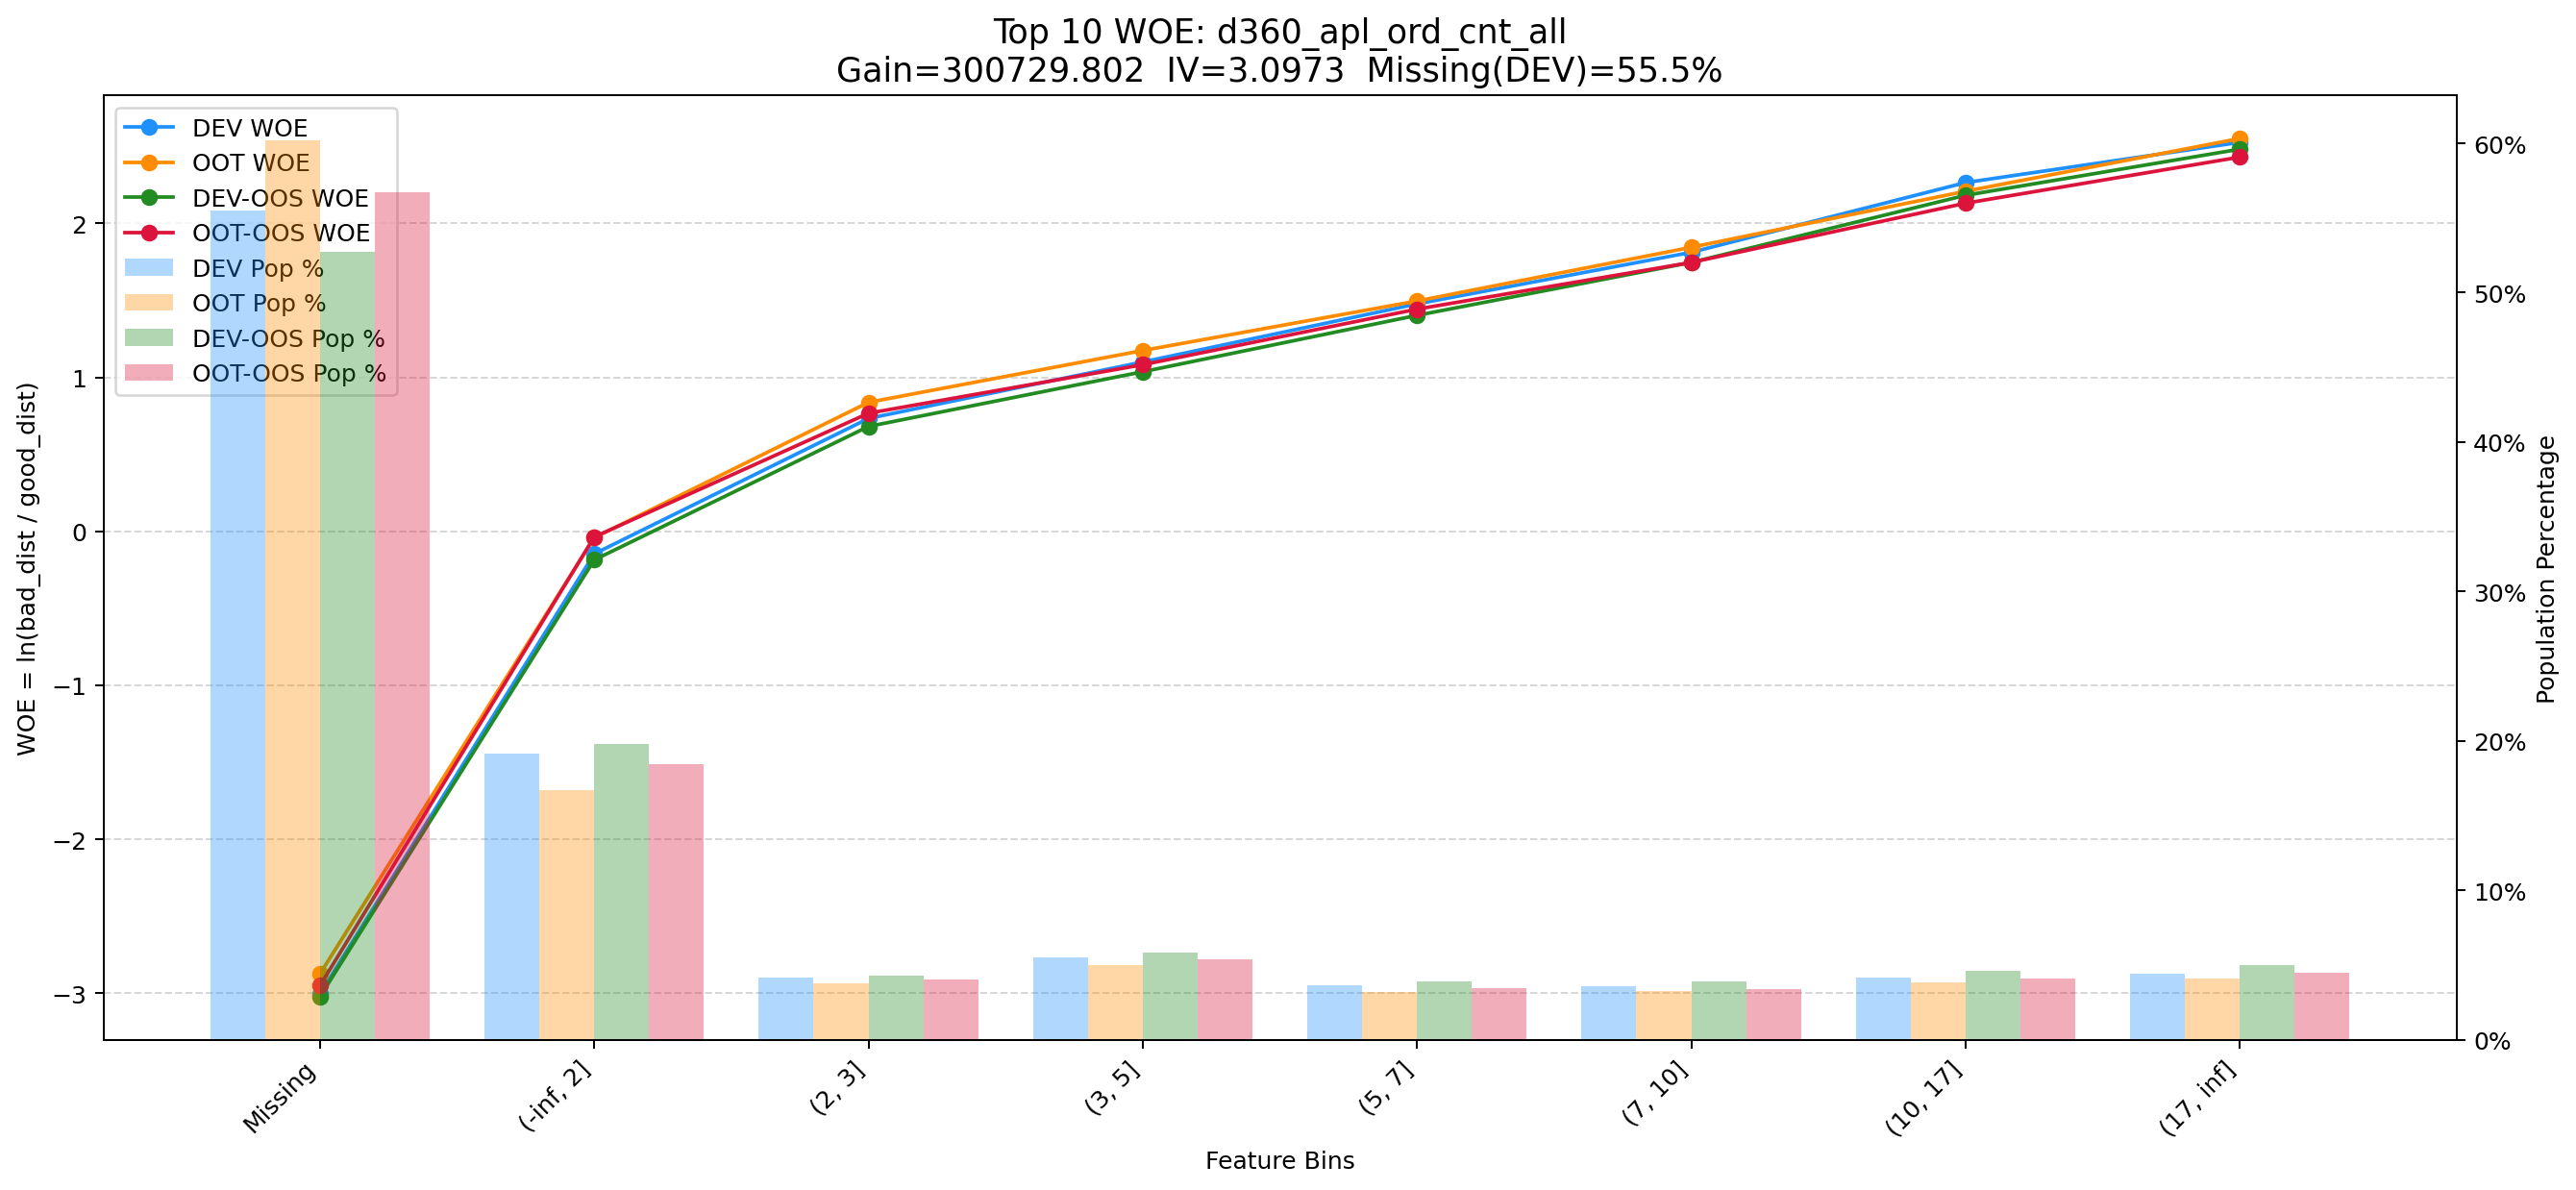 Top 10 WOE: d360_apl_ord_cnt_all
Gain=300729.802  IV=3.0973  Missing(DEV)=55.5%
DEV WOE
OOT WOE
DEV-OOS WOE
OOT-OOS WOE
DEV Pop %
OOT Pop %
DEV-OOS Pop %
OOT-OOS Pop %
WOE = ln(bad_dist / good_dist)
2
1
0
−1
−2
−3
60%
50%
40%
30%
20%
10%
0%
Population Percentage
Missing
(-inf, 2]
(2, 3]
(3, 5]
(5, 7]
(7, 10]
(10, 17]
(17, inf]
Feature Bins